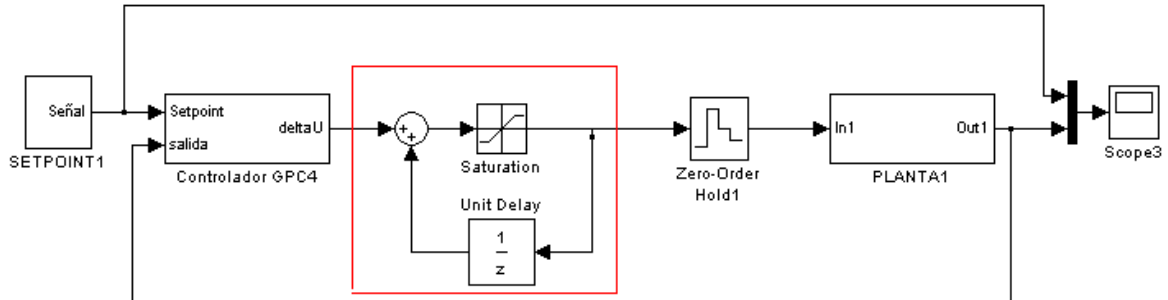 Señal
SETPOINT1
Setpoint
salida
deltaU
Controlador GPC4
+
+
Saturation
Unit Delay
1
z
Zero-Order
Hold1
In1
Out1
PLANTA1
Scope3